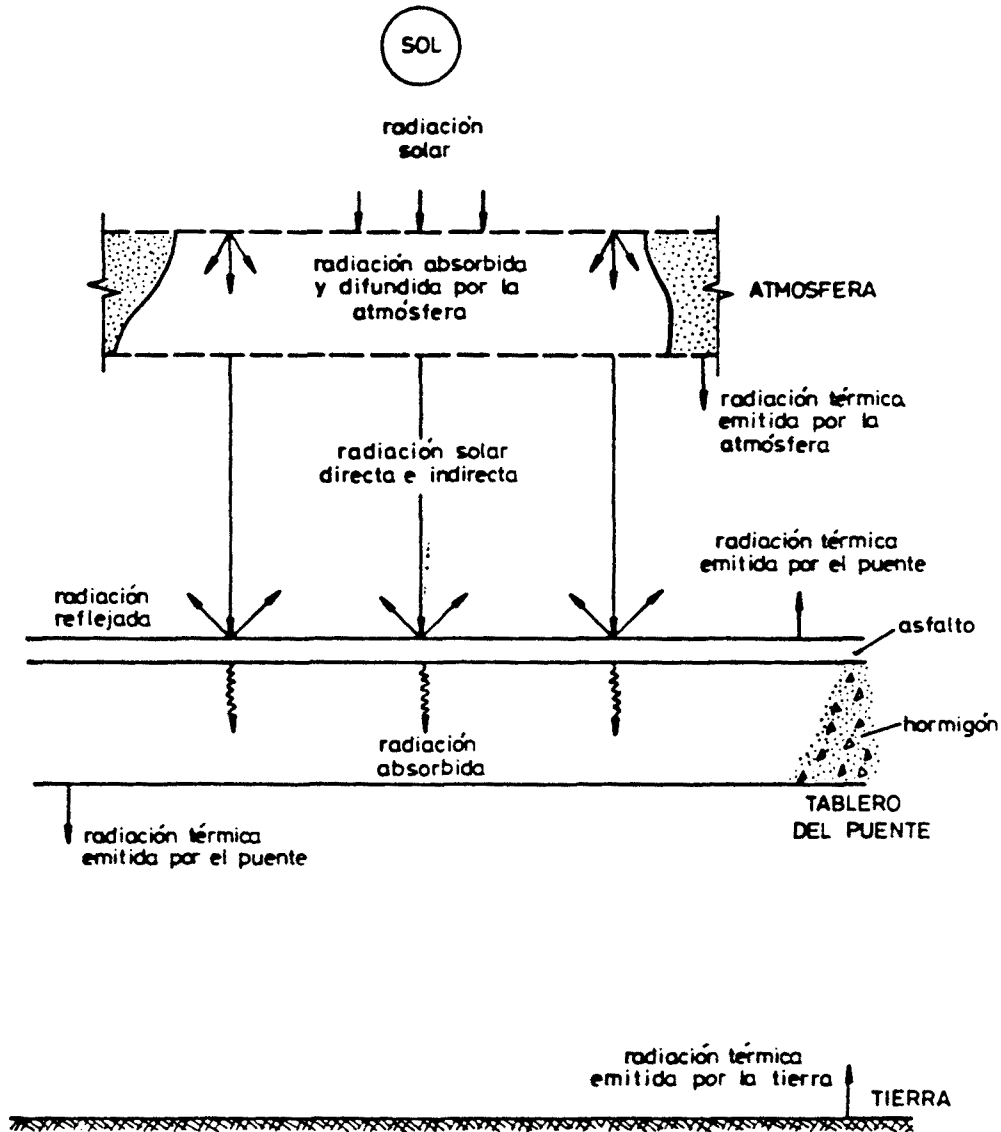 SOL
radiación
solar
radiación absorbida
y difundida por la
atmósfera
ATMOSFERA
radiación térmica
emitida por la
atmósfera
radiación solar
directa e indirecta
radiación térmica
emitida por el puente
radiación
reflejada
asfalto
hormigón
radiación
absorbida
TABLERO
DEL PUENTE
radiación térmica
emitida por el puente
radiación térmica
emitida por la tierra
TIERRA